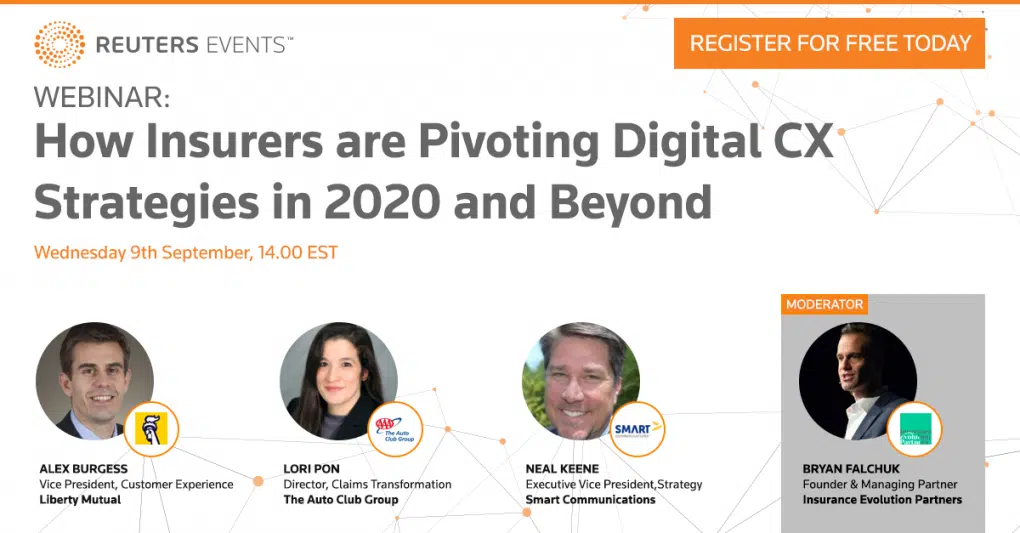 REUTERS EVENTS™
REGISTER FOR FREE TODAY
WEBINAR:
How Insurers are Pivoting Digital CX
Strategies in 2020 and Beyond
Wednesday 9th September, 14.00 EST
MODERATOR
AAA
The Auto
Club Group
SMART
ALEX BURGESS
Vice President, Customer Experience
Liberty Mutual
LORI PON
Director, Claims Transformation
The Auto Club Group
NEAL KEENE
Executive Vice President,Strategy
Smart Communications
BRYAN FALCHUK
Founder & Managing Partner
Insurance Evolution Partners